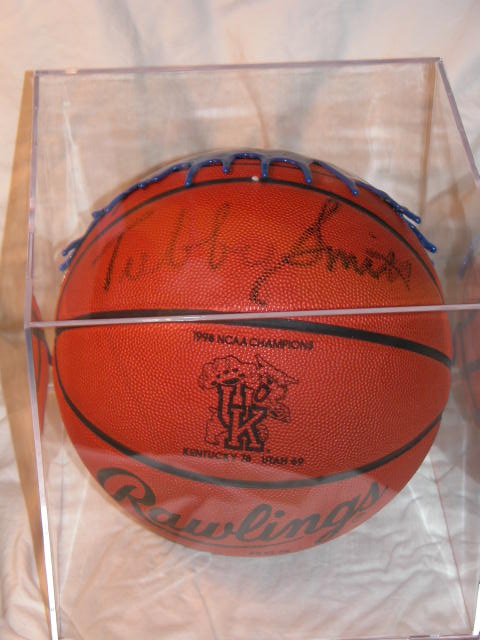 Tubby Smith
1998 NCAA CHAMPIONS
UK
KENTUCKY 78 UTAH 69
Rawlings